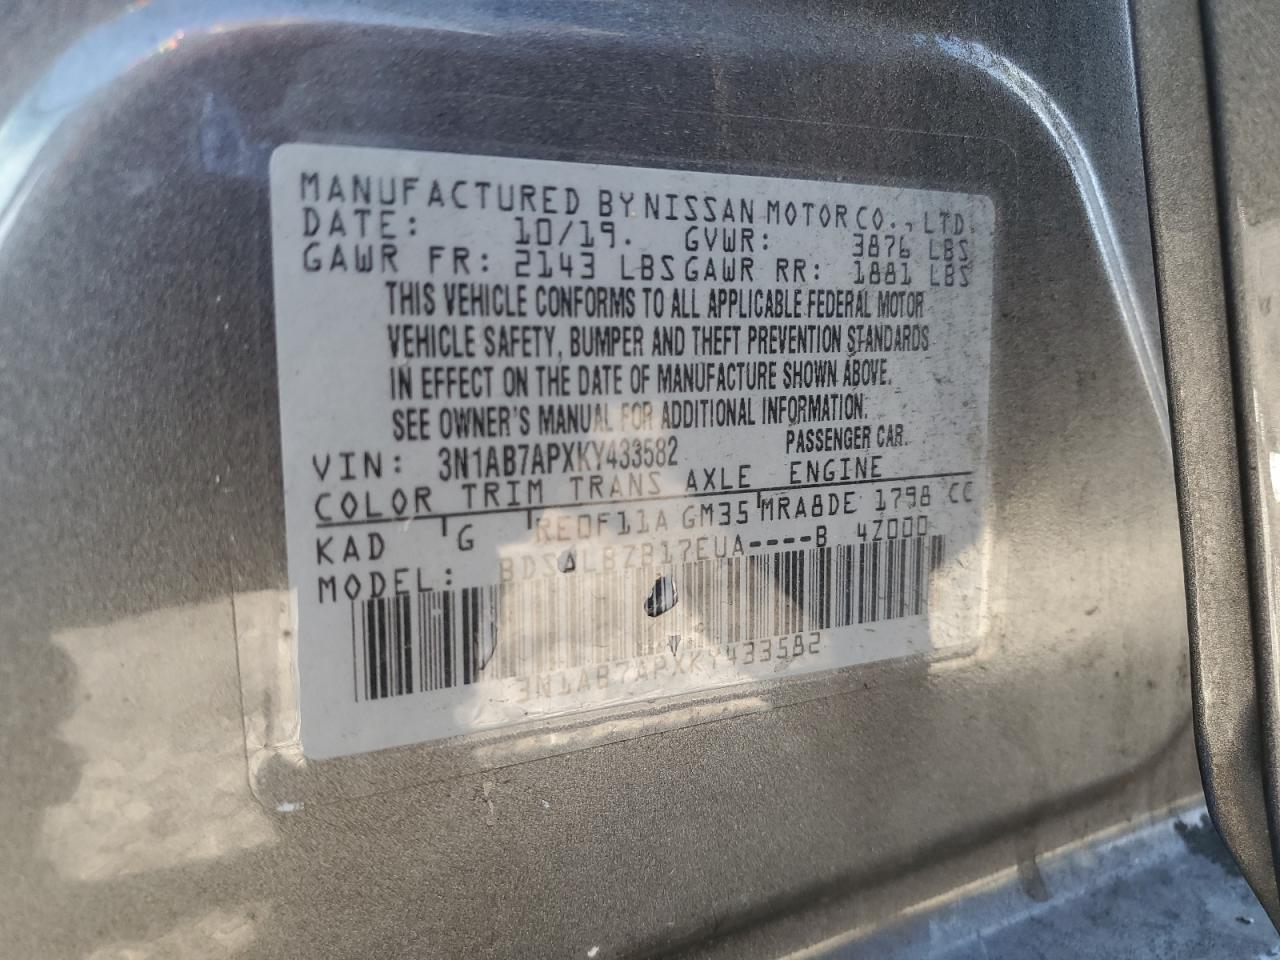 MANUFACTURED BY NISSAN MOTOR CO., LTD.
DATE: 10/19. GVWR: 3876 LBS
GAWR FR: 2143 LBS GAWR RR: 1881 LBS
THIS VEHICLE CONFORMS TO ALL APPLICABLE FEDERAL MOTOR
VEHICLE SAFETY, BUMPER AND THEFT PREVENTION STANDARDS
IN EFFECT ON THE DATE OF MANUFACTURE SHOWN ABOVE.
SEE OWNER'S MANUAL FOR ADDITIONAL INFORMATION.
VIN: 3N1AB7APXKY433582 PASSENGER CAR.
COLOR TRIM TRANS AXLE ENGINE
KAD G RE0F11A GM35 MRA8DE 1798 CC
MODEL: BDSALBZB17EUA----B 4Z000
3N1AB7APXKY433582